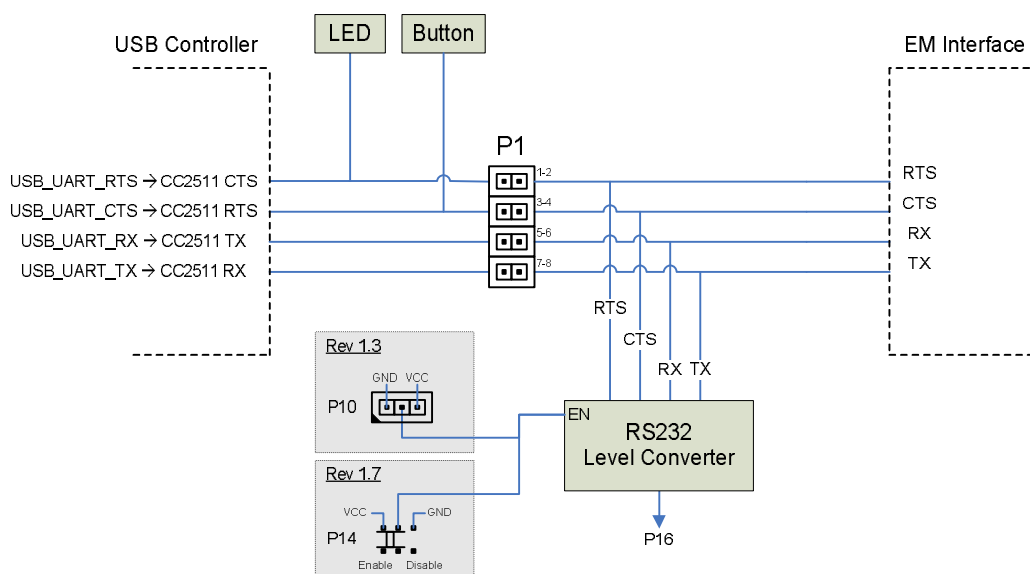 LED
Button
USB Controller
EM Interface
P1
USB_UART_RTS → CC2511 CTS
1-2
RTS
USB_UART_CTS → CC2511 RTS
3-4
CTS
USB_UART_RX → CC2511 TX
5-6
RX
USB_UART_TX → CC2511 RX
7-8
TX
RTS
CTS
RX
TX
Rev 1.3
GND
VCC
P10
EN
RS232
Level Converter
Rev 1.7
VCC
GND
P14
Enable
Disable
P16